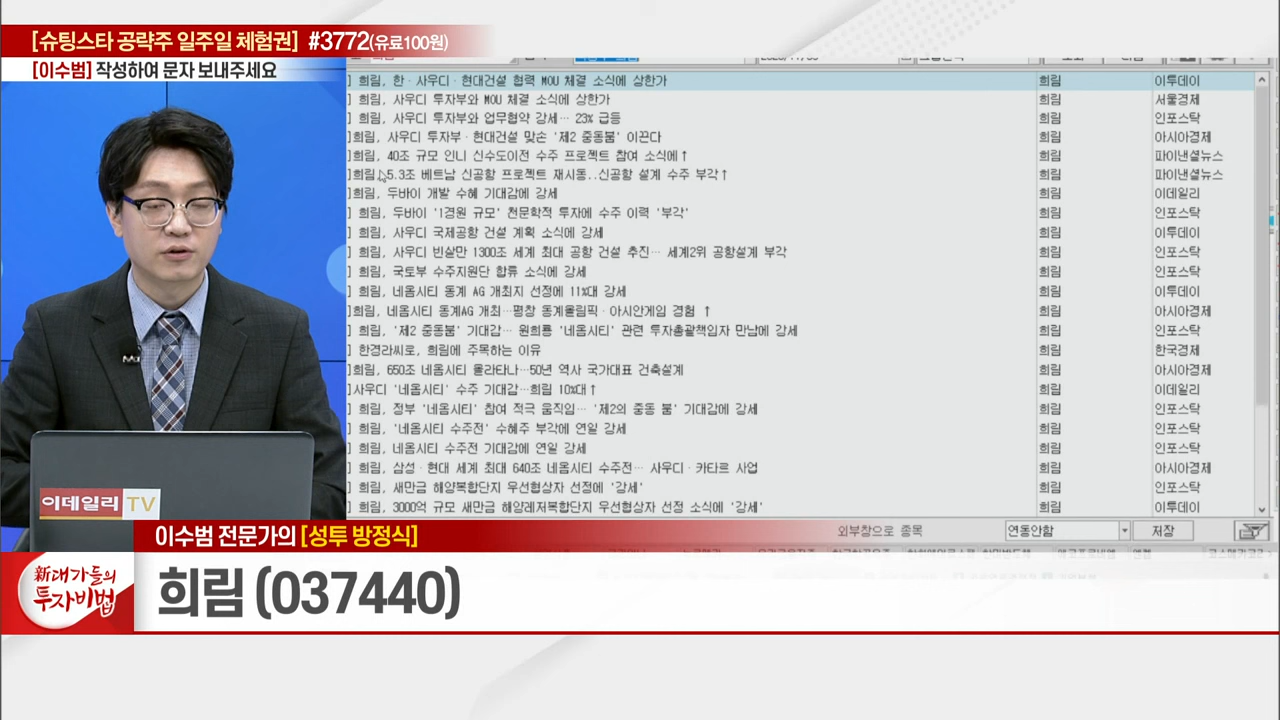 [슈팅스타 공략주 일주일 체험권] #3772(유료100원)
[이수범] 작성하여 문자 보내주세요
] 희림, 한·사우디·현대건설 협력 MOU 체결 소식에 상한가 희림 이투데이
] 희림, 사우디 투자부와 MOU 체결 소식에 상한가 희림 서울경제
] 희림, 사우디 투자부와 업무협약 강세… 23% 급등 희림 인포스탁
]희림, 사우디 투자부·현대건설 맞손 '제2 중동붐' 이끈다 희림 아시아경제
]희림, 40조 규모 인니 신수도이전 수주 프로젝트 참여 소식에↑ 희림 파이낸셜뉴스
]희림, 5.3조 베트남 신공항 프로젝트 재시동..신공항 설계 수주 부각↑ 희림 파이낸셜뉴스
]희림, 두바이 개발 수혜 기대감에 강세 희림 이데일리
] 희림, 두바이 '1경원 규모' 천문학적 투자에 수주 이력 '부각' 희림 인포스탁
] 희림, 사우디 국제공항 건설 계획 소식에 강세 희림 이투데이
] 희림, 사우디 빈살만 1300조 세계 최대 공항 건설 추진… 세계2위 공항설계 부각 희림 인포스탁
] 희림, 국토부 수주지원단 합류 소식에 강세 희림 인포스탁
] 희림, 네옴시티 동계 AG 개최지 선정에 11%대 강세 희림 이투데이
]희림, 네옴시티 동계AG 개최…평창 동계올림픽·아시안게임 경험 ↑ 희림 아시아경제
] 희림, '제2 중동붐' 기대감… 원희룡 '네옴시티' 관련 투자총괄책임자 만남에 강세 희림 인포스탁
] 한경라씨로, 희림에 주목하는 이유 희림 한국경제
]희림, 650조 네옴시티 올라타나…50년 역사 국가대표 건축설계 희림 아시아경제
]사우디 '네옴시티' 수주 기대감…희림 10%대↑ 희림 이데일리
] 희림, 정부 '네옴시티' 참여 적극 움직임… '제2의 중동 붐' 기대감에 강세 희림 인포스탁
] 희림, '네옴시티 수주전' 수혜주 부각에 연일 강세 희림 인포스탁
] 희림, 네옴시티 수주전 기대감에 연일 강세 희림 인포스탁
] 희림, 삼성·현대 세계 최대 640조 네옴시티 수주전… 사우디·카타르 사업 희림 아시아경제
] 희림, 새만금 해양복합단지 우선협상자 선정에 '강세' 희림 인포스탁
] 희림, 3000억 규모 새만금 해양레저복합단지 우선협상자 선정 소식에 '강세' 희림 이투데이
외부창으로 종목 연동안함 저장
이데일리 TV
이수범 전문가의 [성투 방정식]
新대가들의
투자비법
희림 (037440)